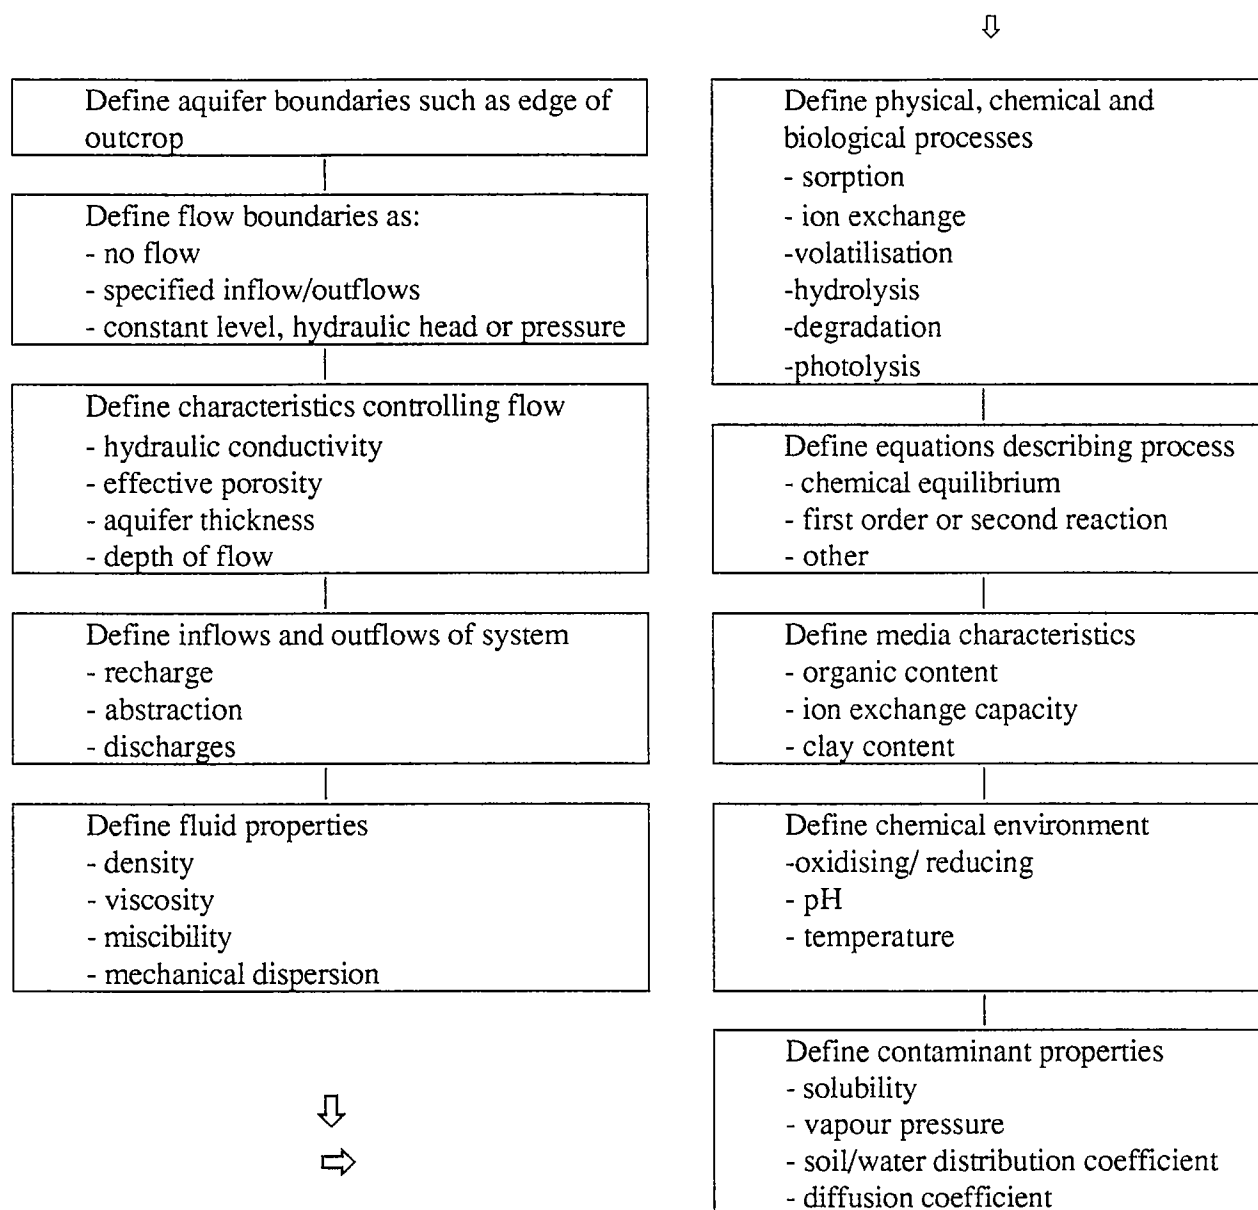 Define aquifer boundaries such as edge of
outcrop
Define flow boundaries as:
- no flow
- specified inflow/outflows
- constant level, hydraulic head or pressure
Define characteristics controlling flow
- hydraulic conductivity
- effective porosity
- aquifer thickness
- depth of flow
Define inflows and outflows of system
- recharge
- abstraction
- discharges
Define fluid properties
- density
- viscosity
- miscibility
- mechanical dispersion
Define physical, chemical and
biological processes
- sorption
- ion exchange
-volatilisation
-hydrolysis
-degradation
-photolysis
Define equations describing process
- chemical equilibrium
- first order or second reaction
- other
Define media characteristics
- organic content
- ion exchange capacity
- clay content
Define chemical environment
-oxidising/ reducing
- pH
- temperature
Define contaminant properties
- solubility
- vapour pressure
- soil/water distribution coefficient
- diffusion coefficient